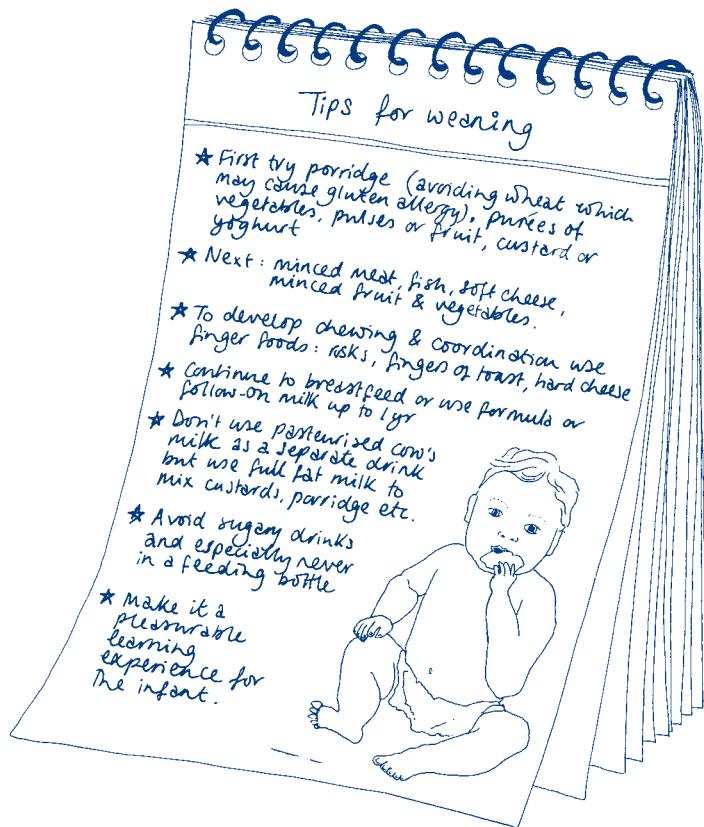 Tips for weaning
★ First try porridge (avoiding wheat which
may cause gluten allergy), purées of
vegetables, pulses or fruit, custard or
yoghurt
★ Next: minced meat, fish, soft cheese,
minced fruit & vegetables.
★ To develop chewing & coordination use
finger foods: rusks, fingers of toast, hard cheese
★ Continue to breastfeed or use formula or
follow-on milk up to 1yr
★ Don't use pasteurised cow's
milk as a separate drink
but use full fat milk to
mix custards, porridge etc.
★ Avoid sugary drinks
and especially never
in a feeding bottle
★ Make it a
pleasurable
learning
experience for
the infant.